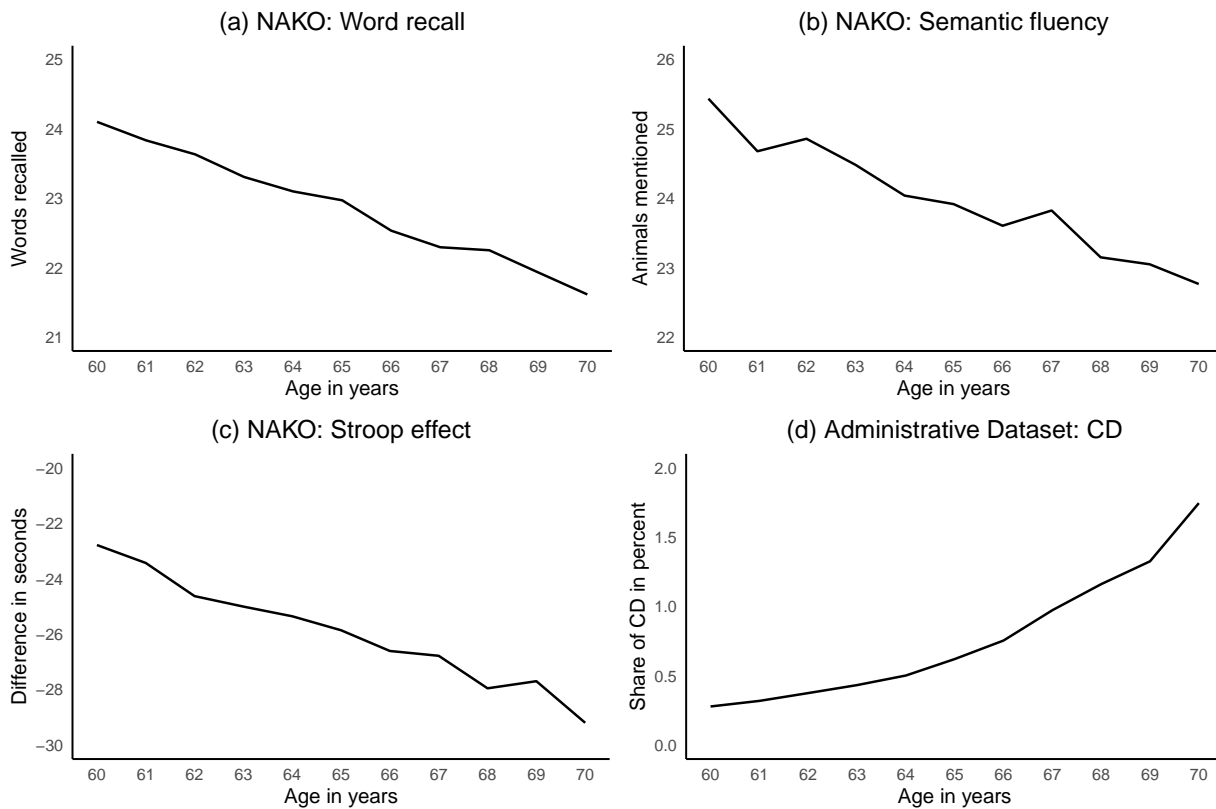 (a) NAKO: Word recall
Words recalled
25
24
23
22
21
60 61 62 63 64 65 66 67 68 69 70
Age in years
(b) NAKO: Semantic fluency
Animals mentioned
26
25
24
23
22
60 61 62 63 64 65 66 67 68 69 70
Age in years
(c) NAKO: Stroop effect
Difference in seconds
−20
−22
−24
−26
−28
−30
60 61 62 63 64 65 66 67 68 69 70
Age in years
(d) Administrative Dataset: CD
Share of CD in percent
2.0
1.5
1.0
0.5
0.0
60 61 62 63 64 65 66 67 68 69 70
Age in years